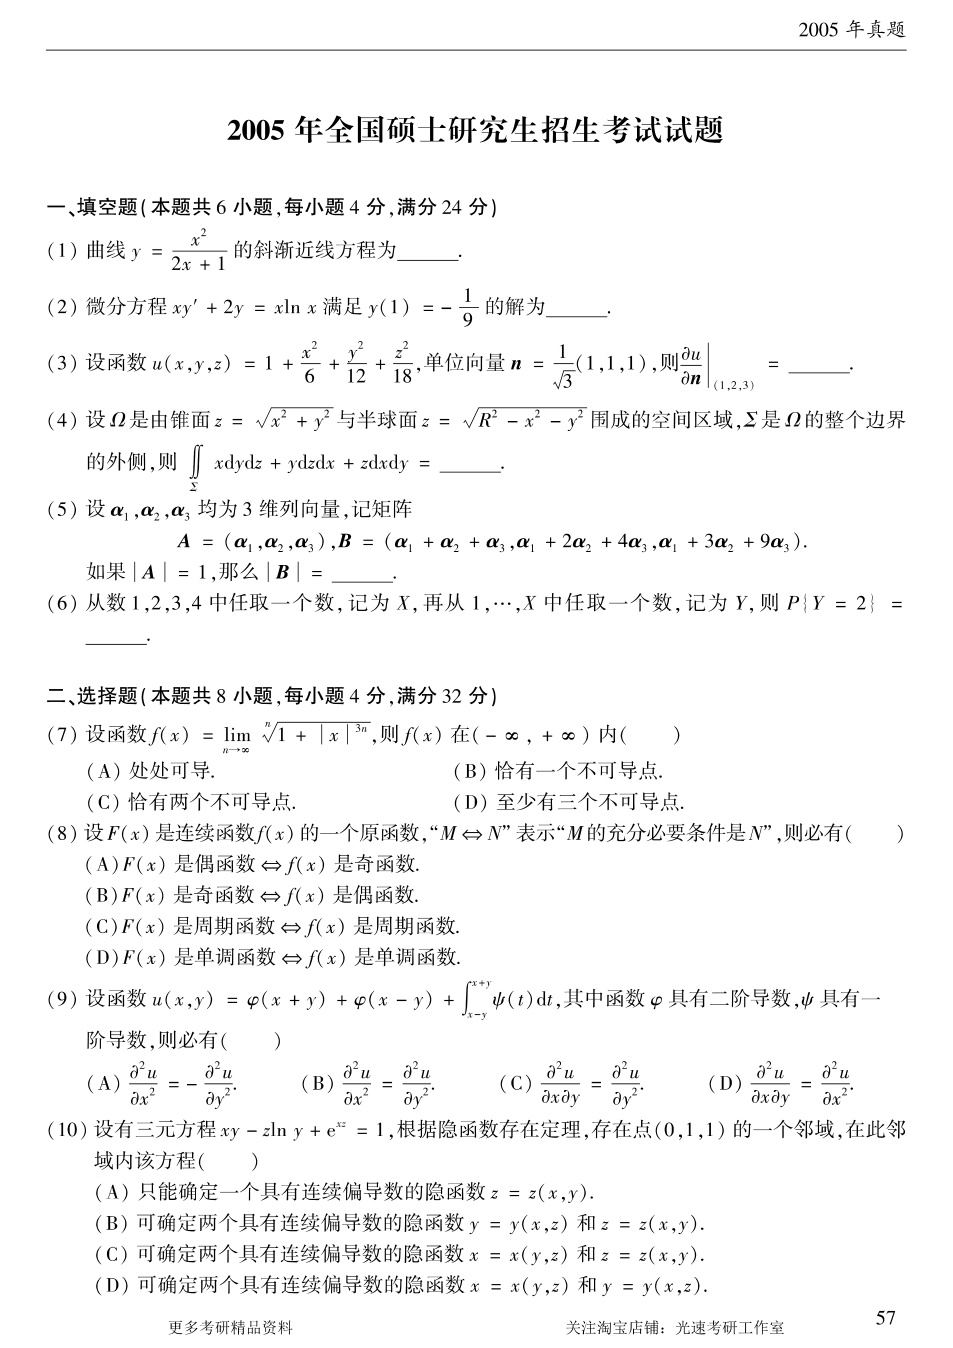 2005 年真题
2005 年全国硕士研究生招生考试试题
一、填空题(本题共 6 小题,每小题 4 分,满分 24 分)
(1) 曲线 y = x²/(2x + 1) 的斜渐近线方程为______.
(2) 微分方程 xy′ + 2y = xln x 满足 y(1) = − 1/9 的解为______.
(3) 设函数 u(x,y,z) = 1 + x²/6 + y²/12 + z²/18,单位向量 n = 1/√3(1,1,1),则∂u/∂n|(1,2,3) = ______.
(4) 设 Ω 是由锥面 z = √(x² + y²) 与半球面 z = √(R² − x² − y²) 围成的空间区域,Σ 是 Ω 的整个边界
的外侧,则 ∬Σ xdydz + ydzdx + zdxdy = ______.
(5) 设 α₁,α₂,α₃ 均为 3 维列向量,记矩阵
A = (α₁,α₂,α₃),B = (α₁ + α₂ + α₃,α₁ + 2α₂ + 4α₃,α₁ + 3α₂ + 9α₃).
如果 | A | = 1,那么 | B | = ______.
(6) 从数 1,2,3,4 中任取一个数, 记为 X, 再从 1,⋯,X 中任取一个数, 记为 Y, 则 P{Y = 2} =
______.
二、选择题(本题共 8 小题,每小题 4 分,满分 32 分)
(7) 设函数 f(x) = lim n→∞ ⁿ√(1 + | x |³ⁿ),则 f(x) 在(− ∞ , + ∞) 内(  )
(A) 处处可导. (B) 恰有一个不可导点.
(C) 恰有两个不可导点. (D) 至少有三个不可导点.
(8) 设 F(x) 是连续函数 f(x) 的一个原函数,“M ⇔ N” 表示“M 的充分必要条件是 N”,则必有(  )
(A)F(x) 是偶函数 ⇔ f(x) 是奇函数.
(B)F(x) 是奇函数 ⇔ f(x) 是偶函数.
(C)F(x) 是周期函数 ⇔ f(x) 是周期函数.
(D)F(x) 是单调函数 ⇔ f(x) 是单调函数.
(9) 设函数 u(x,y) = φ(x + y) + φ(x − y) + ∫_{x−y}^{x+y} ψ(t)dt,其中函数 φ 具有二阶导数,ψ 具有一
阶导数,则必有(  )
(A) ∂²u/∂x² = − ∂²u/∂y². (B) ∂²u/∂x² = ∂²u/∂y². (C) ∂²u/∂x∂y = ∂²u/∂y². (D) ∂²u/∂x∂y = ∂²u/∂x².
(10) 设有三元方程 xy − zln y + e^{xz} = 1,根据隐函数存在定理,存在点(0,1,1) 的一个邻域,在此邻
域内该方程(  )
(A) 只能确定一个具有连续偏导数的隐函数 z = z(x,y).
(B) 可确定两个具有连续偏导数的隐函数 y = y(x,z) 和 z = z(x,y).
(C) 可确定两个具有连续偏导数的隐函数 x = x(y,z) 和 z = z(x,y).
(D) 可确定两个具有连续偏导数的隐函数 x = x(y,z) 和 y = y(x,z).
57
更多考研精品资料 关注淘宝店铺：光速考研工作室